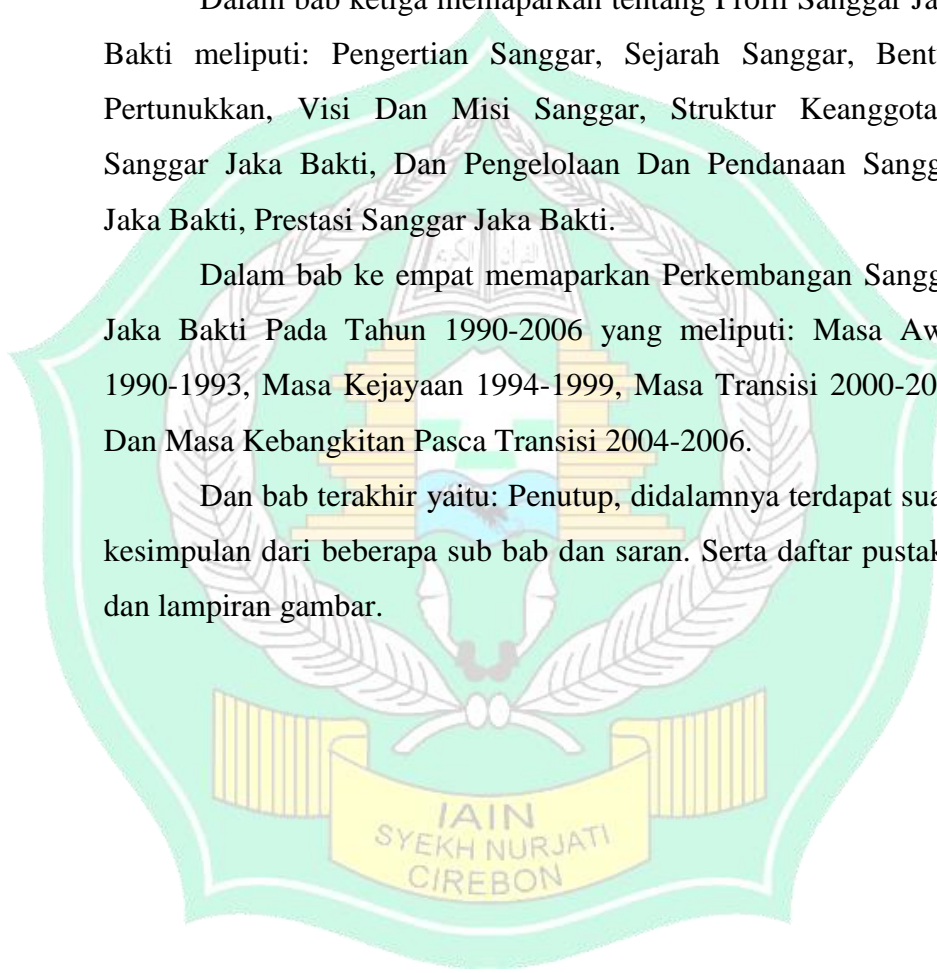 Dalam bab ketiga memaparkan tentang Profil Sanggar Ja
Bakti meliputi: Pengertian Sanggar, Sejarah Sanggar, Bent
Pertunukkan, Visi Dan Misi Sanggar, Struktur Keanggota
Sanggar Jaka Bakti, Dan Pengelolaan Dan Pendanaan Sangg
Jaka Bakti, Prestasi Sanggar Jaka Bakti.
Dalam bab ke empat memaparkan Perkembangan Sangg
Jaka Bakti Pada Tahun 1990-2006 yang meliputi: Masa Aw
1990-1993, Masa Kejayaan 1994-1999, Masa Transisi 2000-20
Dan Masa Kebangkitan Pasca Transisi 2004-2006.
Dan bab terakhir yaitu: Penutup, didalamnya terdapat sua
kesimpulan dari beberapa sub bab dan saran. Serta daftar pustak
dan lampiran gambar.
IAIN
SYEKH NURJATI
CIREBON